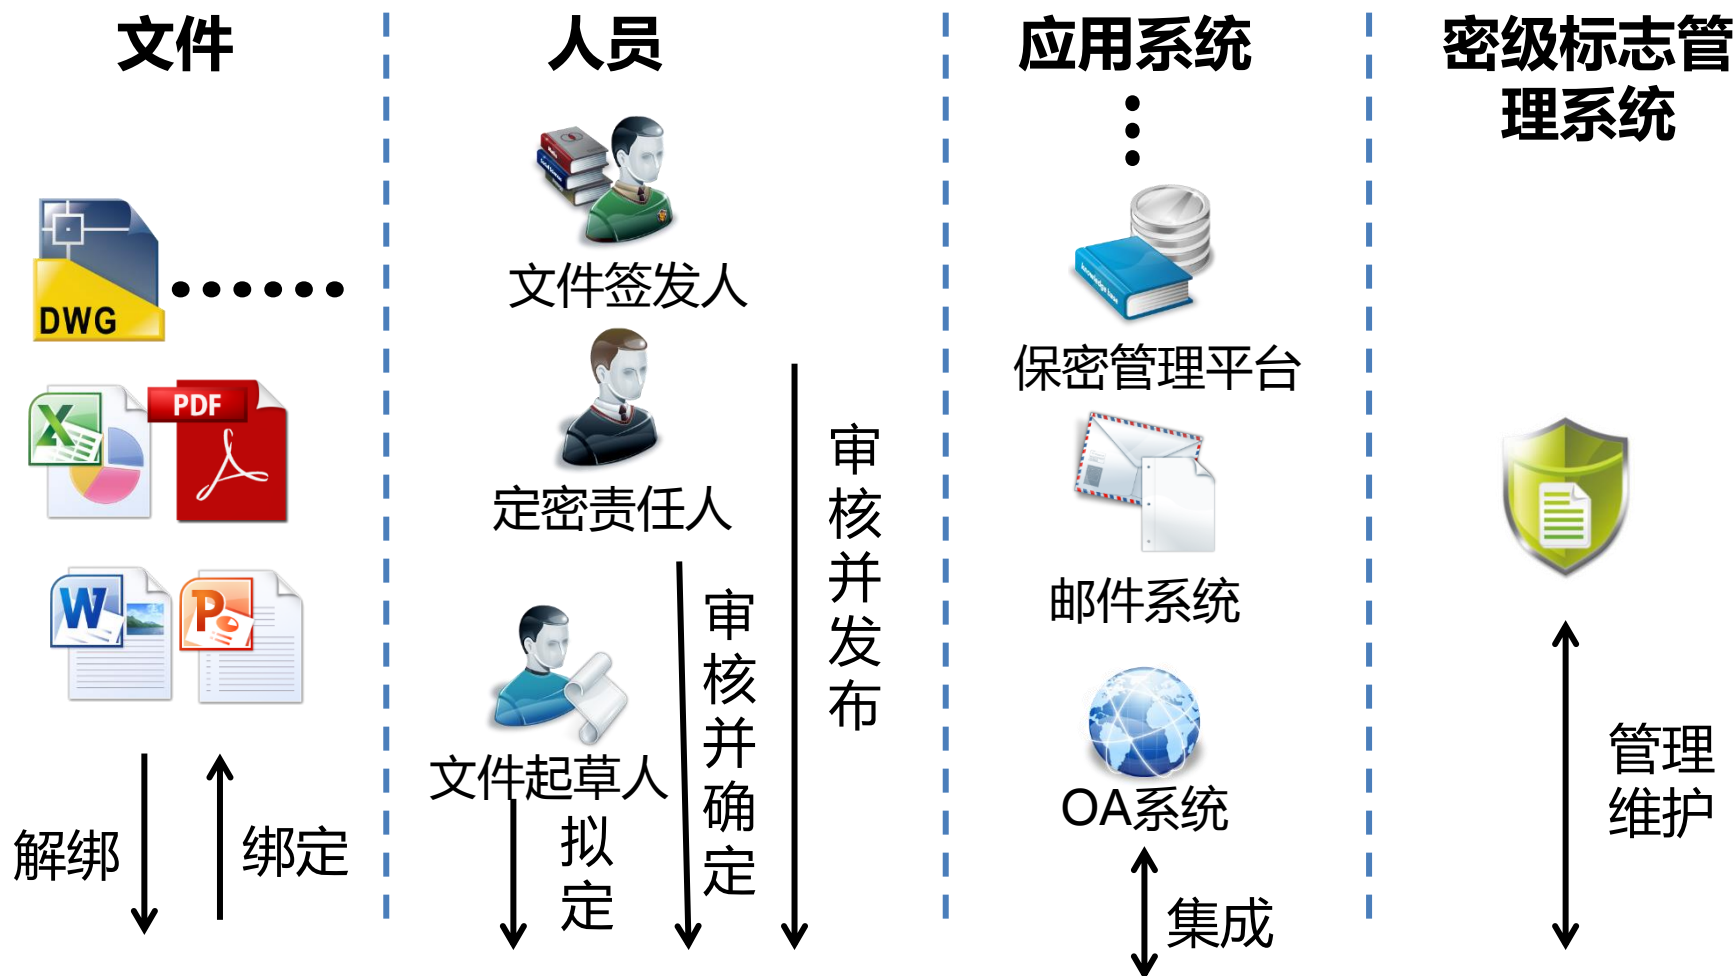 文件
DWG
PDF
解绑
绑定
人员
文件签发人
定密责任人
文件起草人
拟定
审核并确定
审核并发布
应用系统
保密管理平台
邮件系统
OA系统
集成
密级标志管
理系统
管理
维护